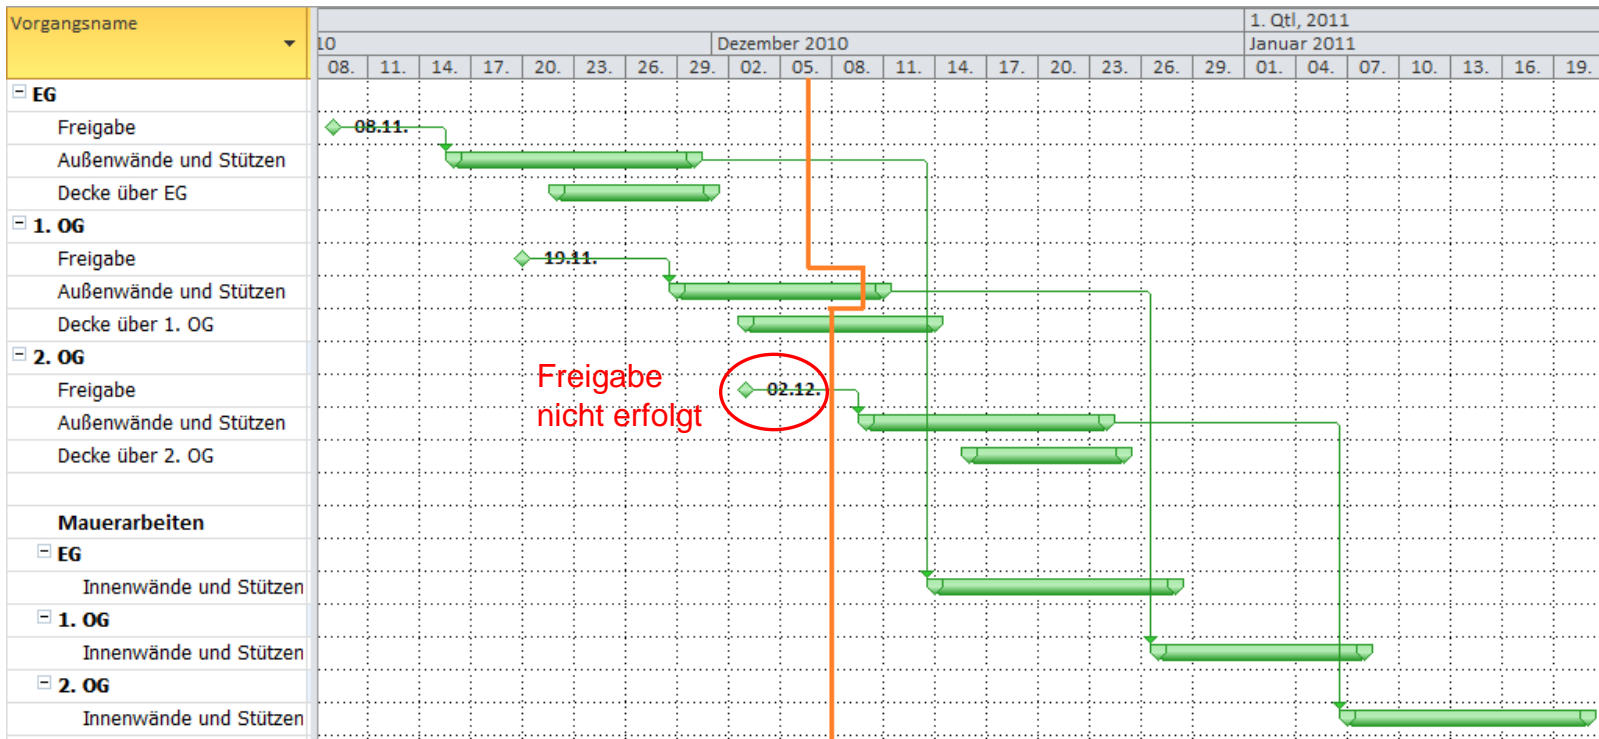 Vorgangsname
1. Qtl, 2011
10 Dezember 2010 Januar 2011
08. 11. 14. 17. 20. 23. 26. 29. 02. 05. 08. 11. 14. 17. 20. 23. 26. 29. 01. 04. 07. 10. 13. 16. 19.
EG
Freigabe 08.11.
Außenwände und Stützen
Decke über EG
1. OG
Freigabe 19.11.
Außenwände und Stützen
Decke über 1. OG
2. OG
Freigabe
nicht erfolgt
Freigabe 02.12.
Außenwände und Stützen
Decke über 2. OG
Mauerarbeiten
EG
Innenwände und Stützen
1. OG
Innenwände und Stützen
2. OG
Innenwände und Stützen